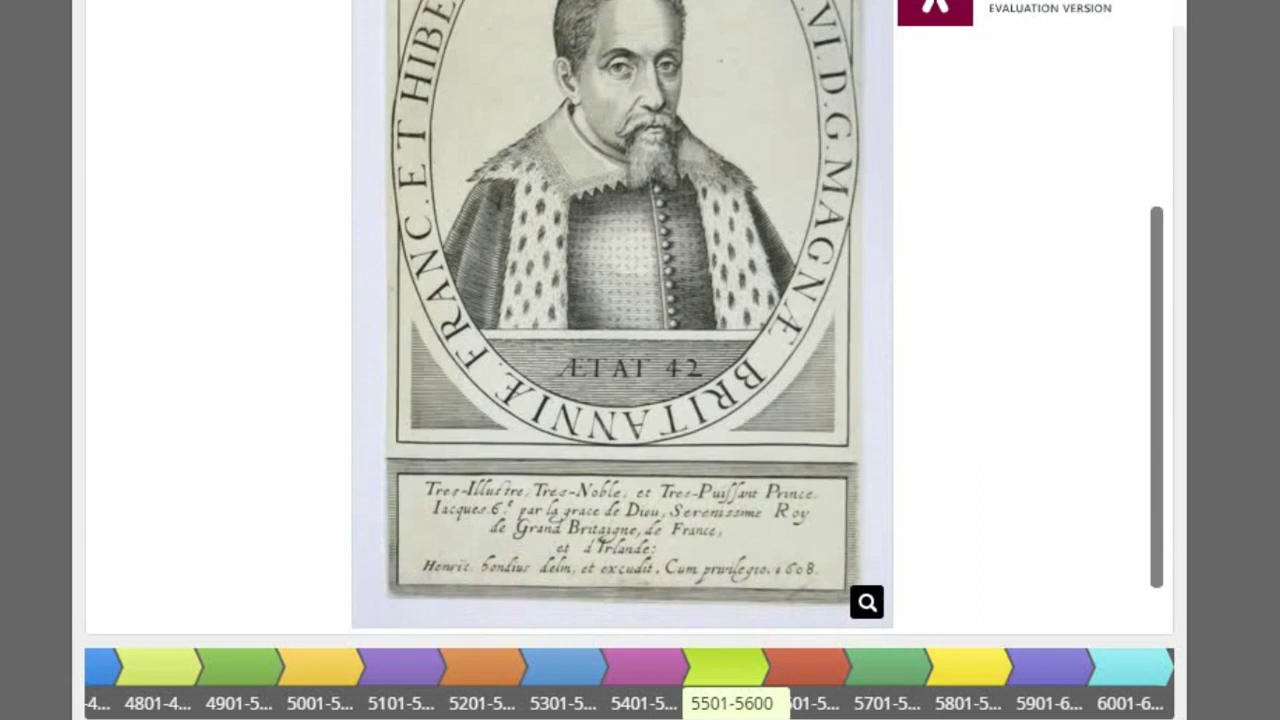 EVALUATION VERSION
VI. D. G. MAGNÆ BRITANNIÆ. FRANC. ET HIBE
ÆTAT 42
Tres-Illustre, Tres-Noble, et Tres-Puissant Prince.
Iacques 6.e par la grace de Dieu, Serenissime Roy
de Grand Britaigne, de France,
et d'Irlande:
Henric. hondius delin. et excudit. Cum privilegio. 1608.
-4... 4801-4... 4901-5... 5001-5... 5101-5... 5201-5... 5301-5... 5401-5... 5501-5600 01-5... 5701-5... 5801-5... 5901-6... 6001-6...